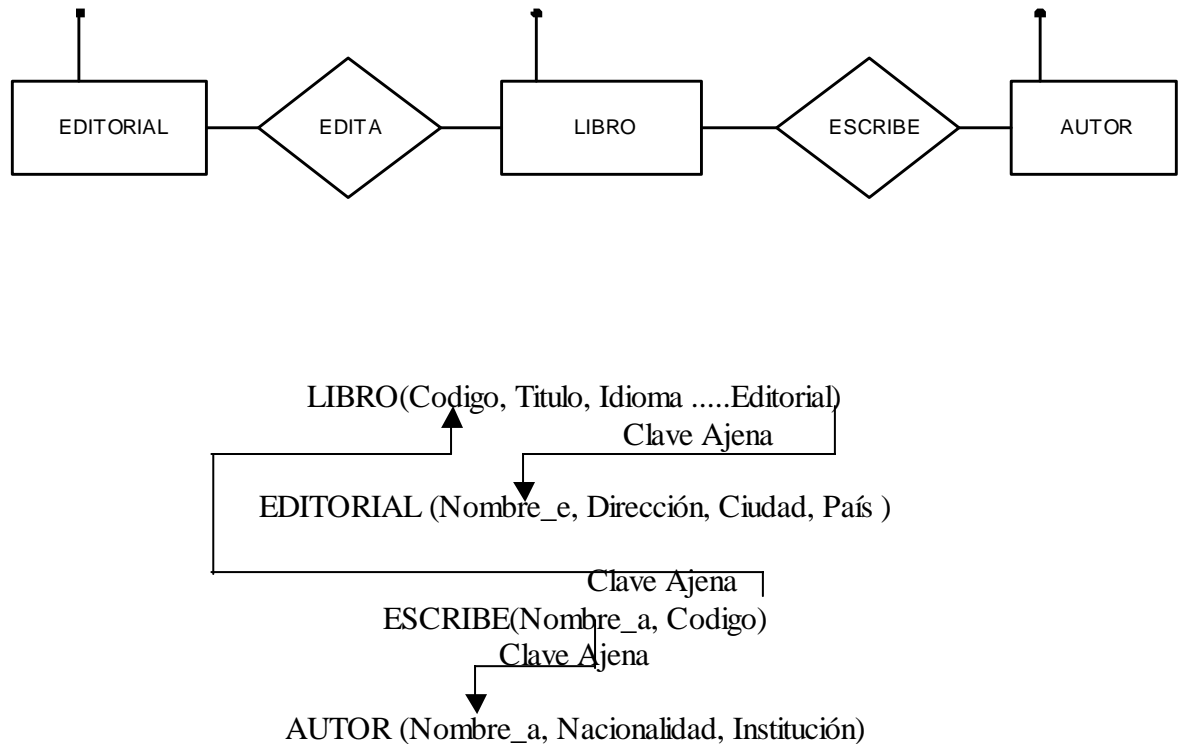 EDITORIAL EDITA LIBRO ESCRIBE AUTOR
LIBRO(Codigo, Titulo, Idioma .....Editorial)
Clave Ajena
EDITORIAL (Nombre_e, Dirección, Ciudad, País )
Clave Ajena
ESCRIBE(Nombre_a, Codigo)
Clave Ajena
AUTOR (Nombre_a, Nacionalidad, Institución)